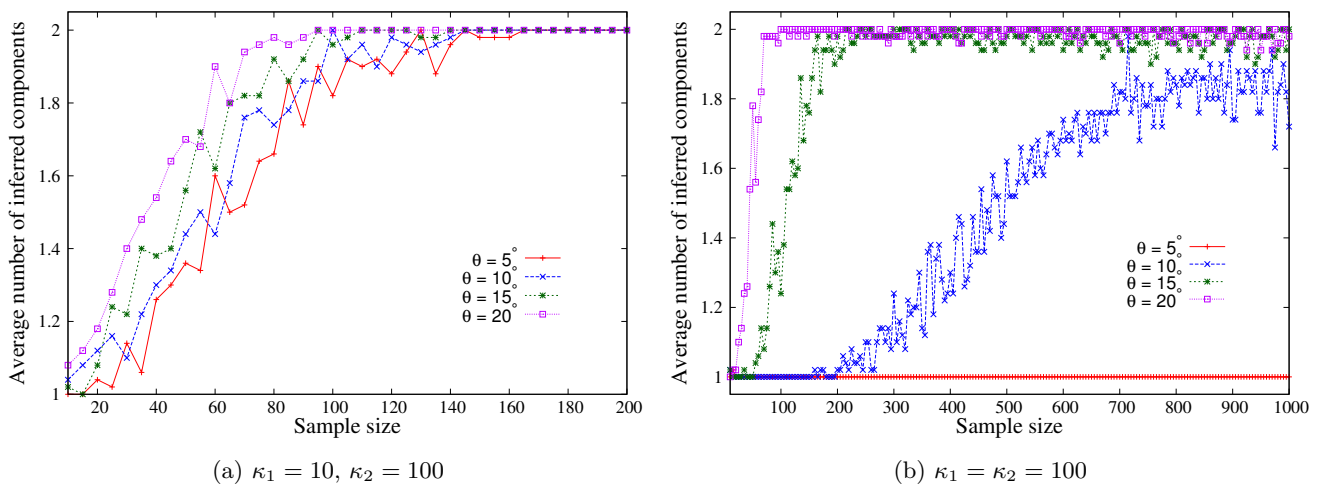 Average number of inferred components
2
1.8
1.6
1.4
1.2
1
20 40 60 80 100 120 140 160 180 200
Sample size
θ = 5°
θ = 10°
θ = 15°
θ = 20°
(a) κ₁ = 10, κ₂ = 100
Average number of inferred components
2
1.8
1.6
1.4
1.2
1
100 200 300 400 500 600 700 800 900 1000
Sample size
θ = 5°
θ = 10°
θ = 15°
θ = 20°
(b) κ₁ = κ₂ = 100